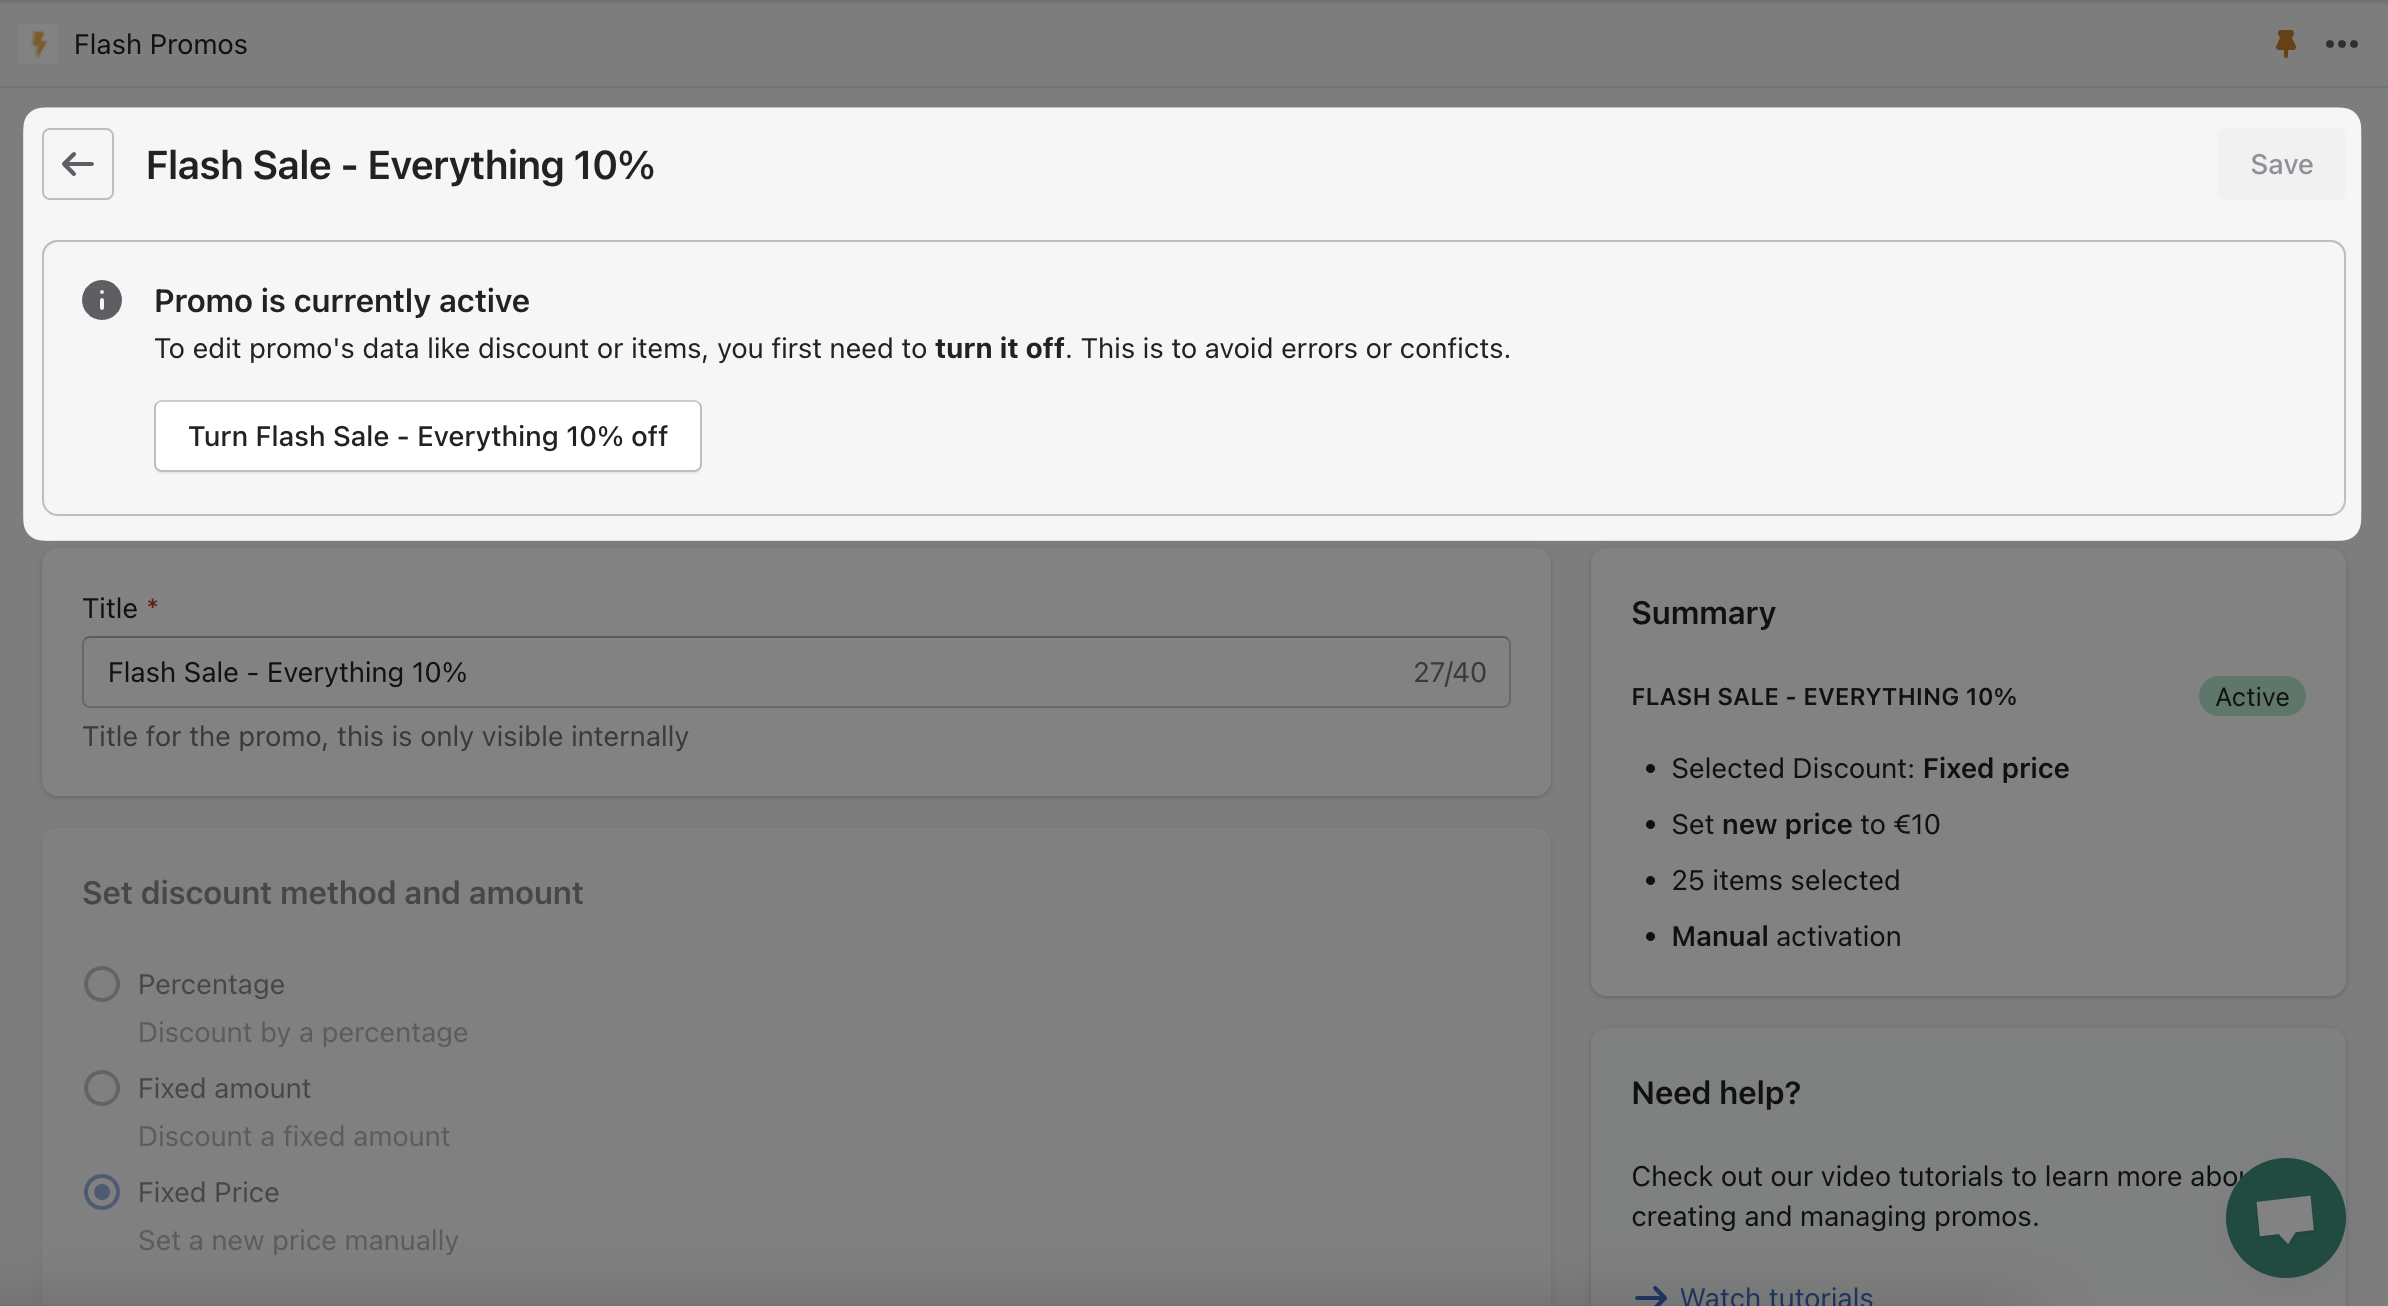 Flash Promos
Flash Sale - Everything 10%
Save
Promo is currently active
To edit promo's data like discount or items, you first need to turn it off. This is to avoid errors or conficts.
Turn Flash Sale - Everything 10% off
Title *
Flash Sale - Everything 10%
27/40
Title for the promo, this is only visible internally
Set discount method and amount
Percentage
Discount by a percentage
Fixed amount
Discount a fixed amount
Fixed Price
Set a new price manually
Summary
FLASH SALE - EVERYTHING 10%
Active
• Selected Discount: Fixed price
• Set new price to €10
• 25 items selected
• Manual activation
Need help?
Check out our video tutorials to learn more abou
creating and managing promos.
Watch tutorials